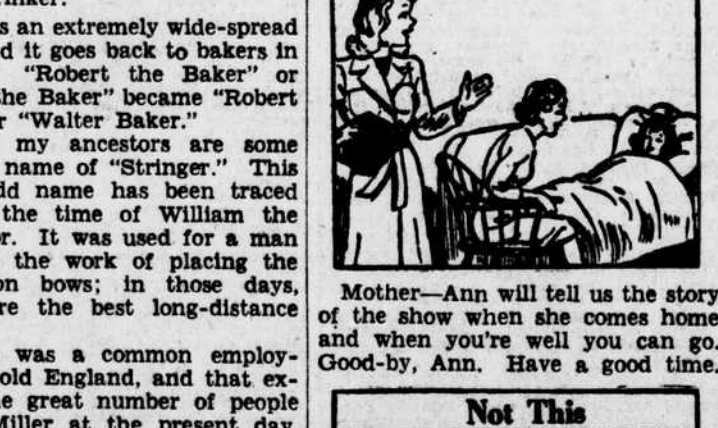 s an extremely wide-spread
d it goes back to bakers in
"Robert the Baker" or
he Baker" became "Robert
r "Walter Baker."
my ancestors are some
name of "Stringer." This
dd name has been traced
the time of William the
r. It was used for a man
the work of placing the
on bows; in those days,
re the best long-distance
was a common employ-
old England, and that ex-
e great number of people
Miller at the present day.
Mother—Ann will tell us the story
of the show when she comes home
and when you're well you can go.
Good-by, Ann. Have a good time.
Not This